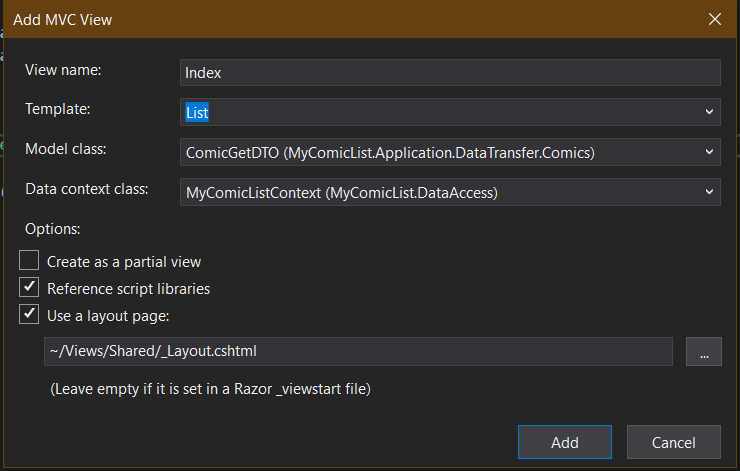 Add MVC View
View name: Index
Template: List
Model class: ComicGetDTO (MyComicList.Application.DataTransfer.Comics)
Data context class: MyComicListContext (MyComicList.DataAccess)
Options:
Create as a partial view
Reference script libraries
Use a layout page:
~/Views/Shared/_Layout.cshtml
...
(Leave empty if it is set in a Razor _viewstart file)
Add Cancel